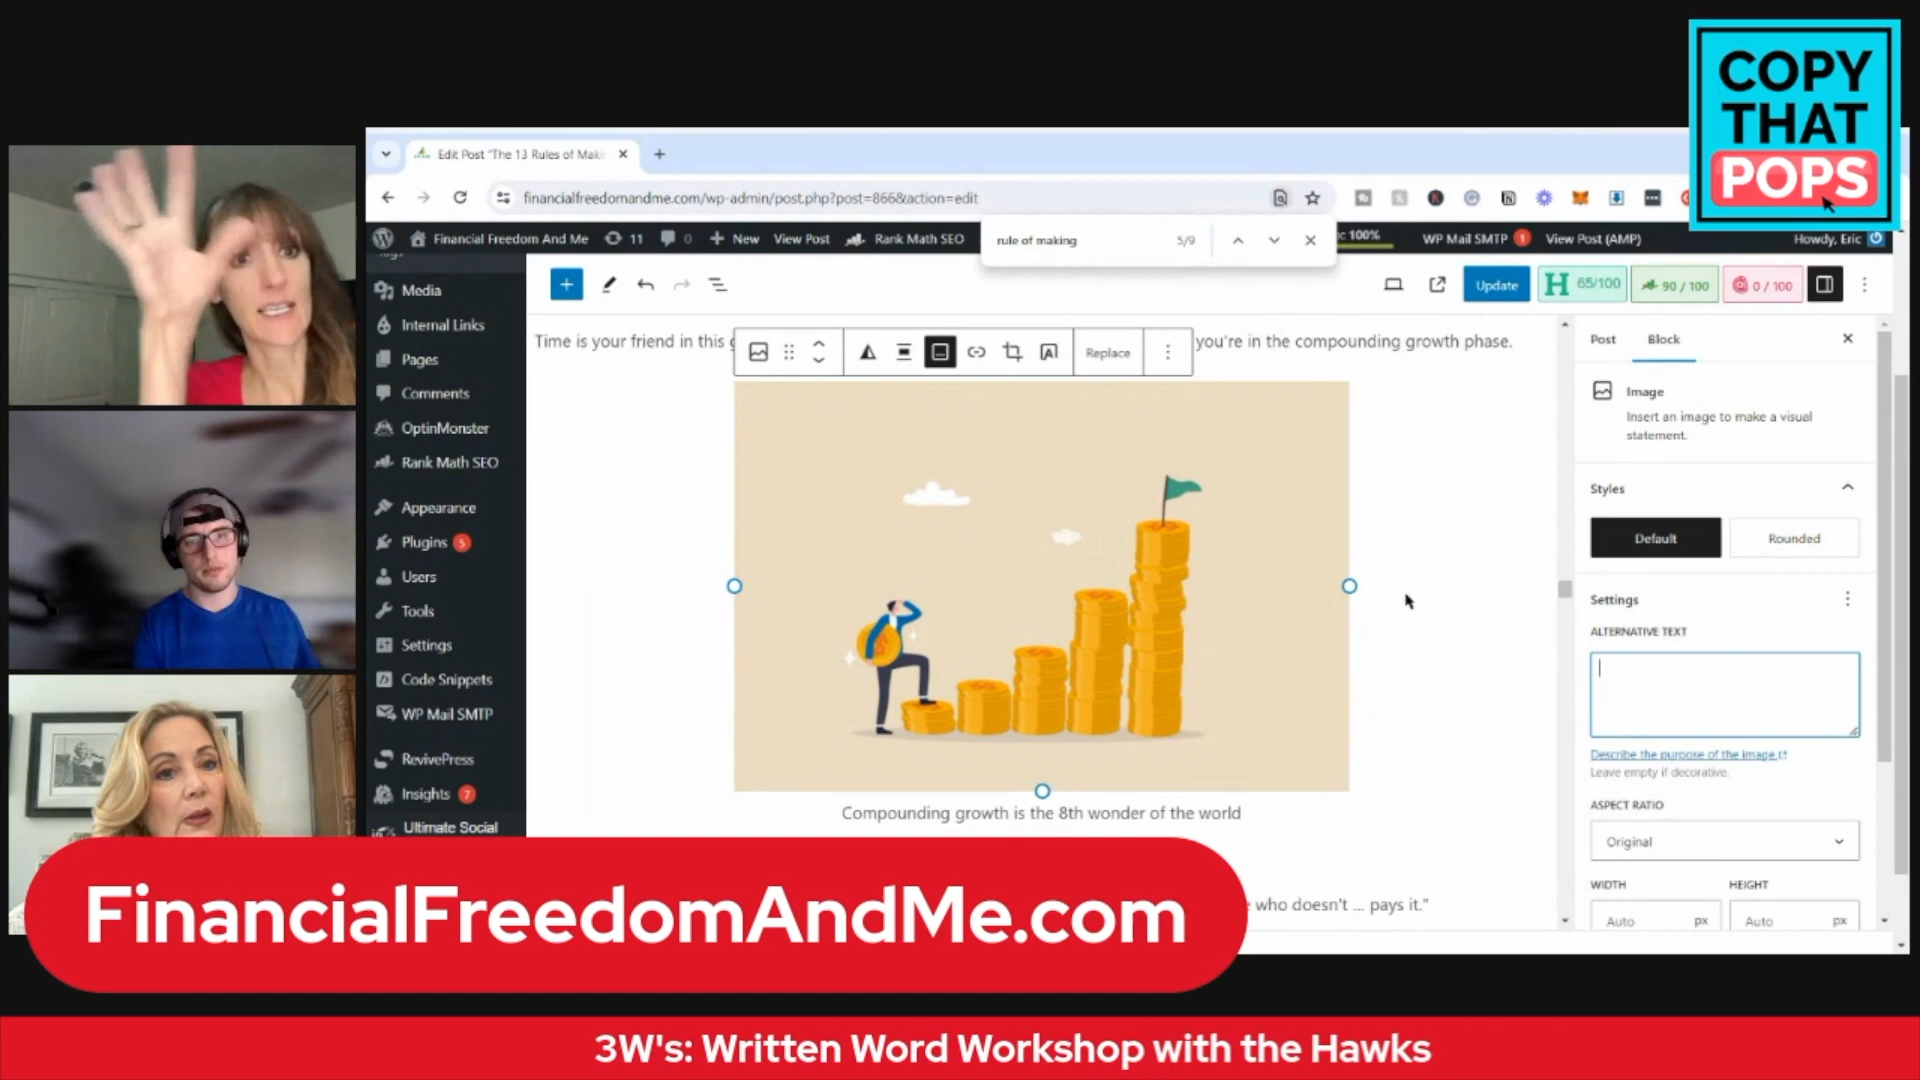 COPY
THAT
POPS
Edit Post "The 13 Rules of Mak
financialfreedomandme.com/wp-admin/post.php?post=866&action=edit
Financial Freedom And Me
11
0
New
View Post
Rank Math SEO
rule of making
5/9
100%
WP Mail SMTP
1
View Post (AMP)
Howdy, Eric
Media
Internal Links
Pages
Comments
OptinMonster
Rank Math SEO
Appearance
Plugins 5
Users
Tools
Settings
Code Snippets
WP Mail SMTP
RevivePress
Insights 7
Ultimate Social
Update
H 65/100
90 / 100
0 / 100
Time is your friend in this
you're in the compounding growth phase.
Replace
Compounding growth is the 8th wonder of the world
who doesn't ... pays it."
Post
Block
Image
Insert an image to make a visual
statement.
Styles
Default
Rounded
Settings
ALTERNATIVE TEXT
Describe the purpose of the image.
Leave empty if decorative.
ASPECT RATIO
Original
WIDTH
HEIGHT
Auto
px
Auto
px
FinancialFreedomAndMe.com
3W's: Written Word Workshop with the Hawks